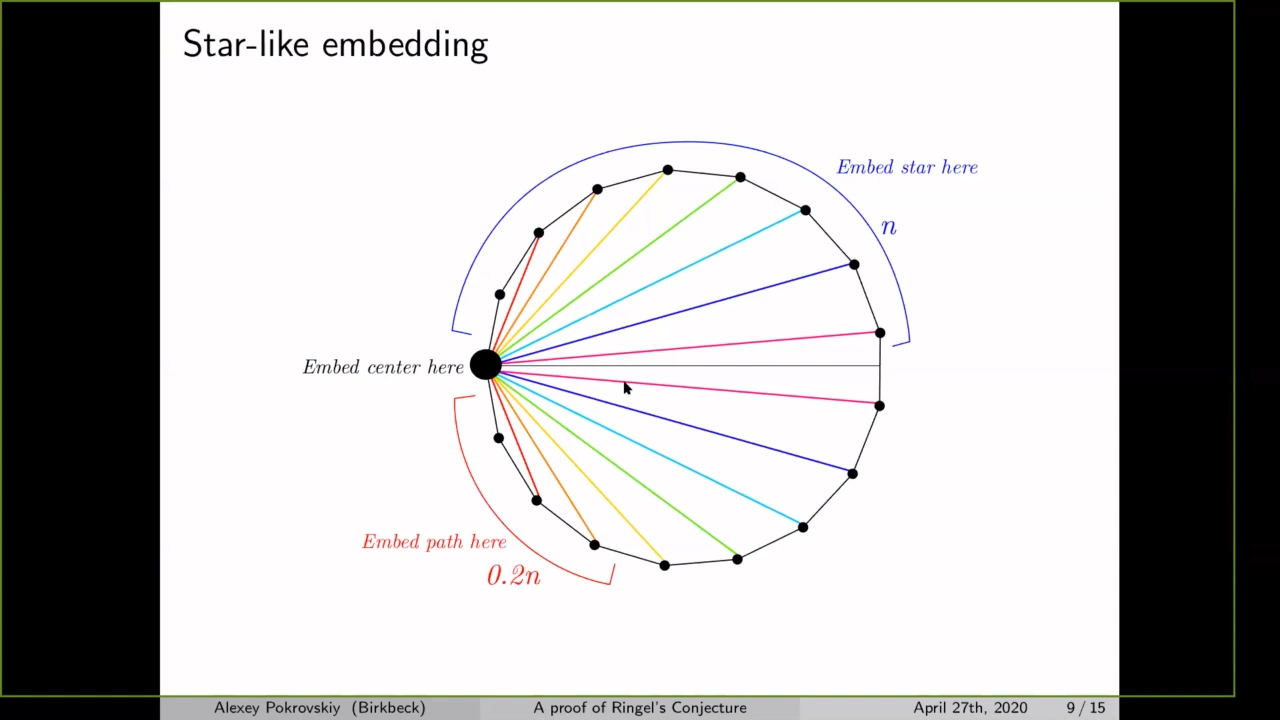 Star-like embedding
Embed star here
n
Embed center here
Embed path here
0.2n
Alexey Pokrovskiy (Birkbeck) A proof of Ringel's Conjecture April 27th, 2020 9 / 15